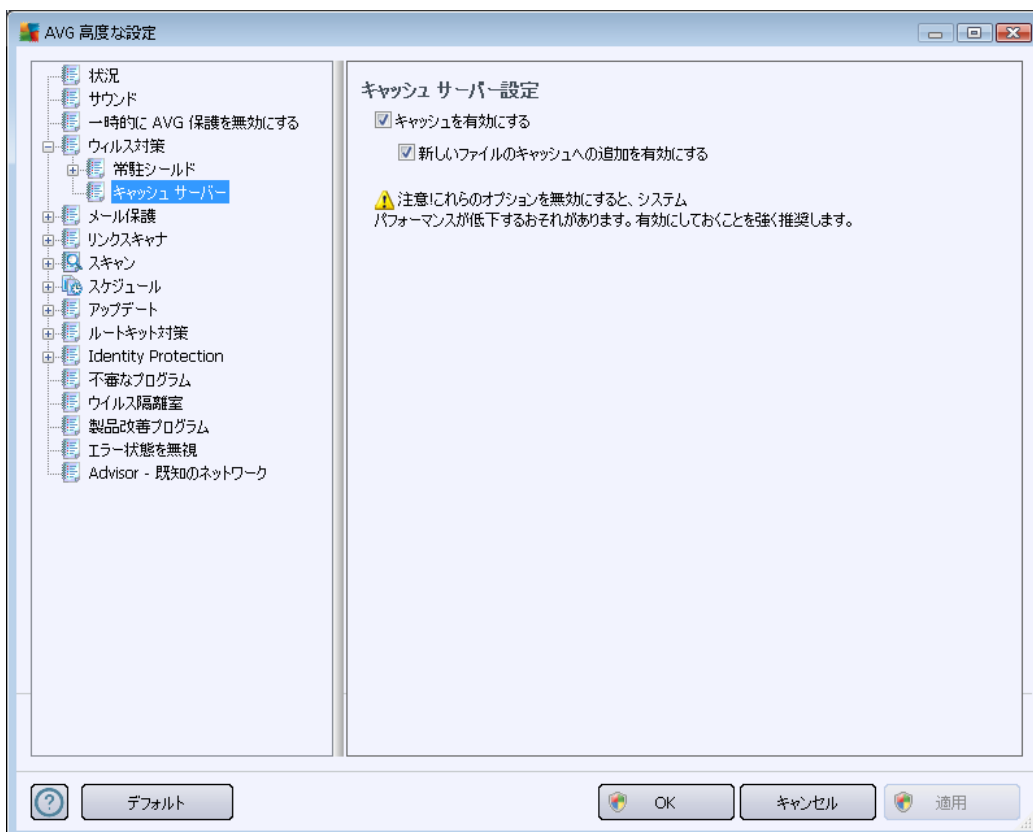 AVG 高度な設定
状況
サウンド
一時的に AVG 保護を無効にする
ウィルス対策
常駐シールド
キャッシュ サーバー
メール保護
リンクスキャナ
スキャン
スケジュール
アップデート
ルートキット対策
Identity Protection
不審なプログラム
ウイルス隔離室
製品改善プログラム
エラー状態を無視
Advisor - 既知のネットワーク
キャッシュ サーバー設定
キャッシュを有効にする
新しいファイルのキャッシュへの追加を有効にする
注意!これらのオプションを無効にすると、システム
パフォーマンスが低下するおそれがあります。有効にしておくことを強く推奨します。
デフォルト
OK
キャンセル
適用